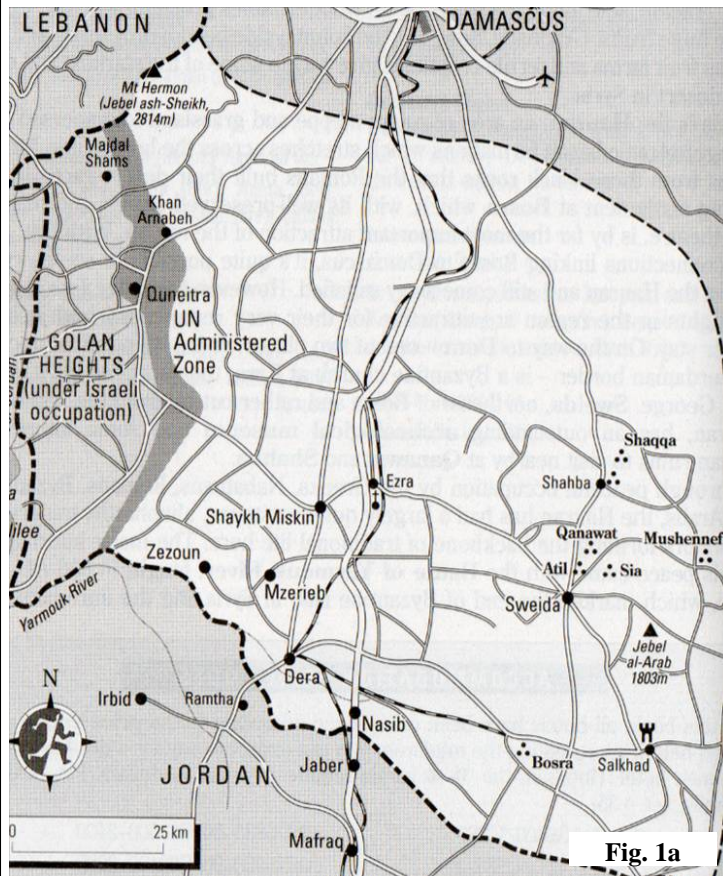 LEBANON
DAMASCUS
Mt Hermon
(Jebel ash-Sheikh,
2814m)
Majdal
Shams
Khan
Arnabeh
Quneitra
UN
Administered
Zone
GOLAN
HEIGHTS
(under Israeli
occupation)
Shaqqa
Shahba
Ezra
Shaykh Miskin
Qanawat
Mushennef
Atil
Sia
Zezoun
Mzerieb
Sweida
Yarmouk River
Jebel
al-Arab
1803m
Dera
N
Irbid
Ramtha
Nasib
Bosra
Salkhad
Jaber
JORDAN
0
25 km
Mafraq
Fig. 1a